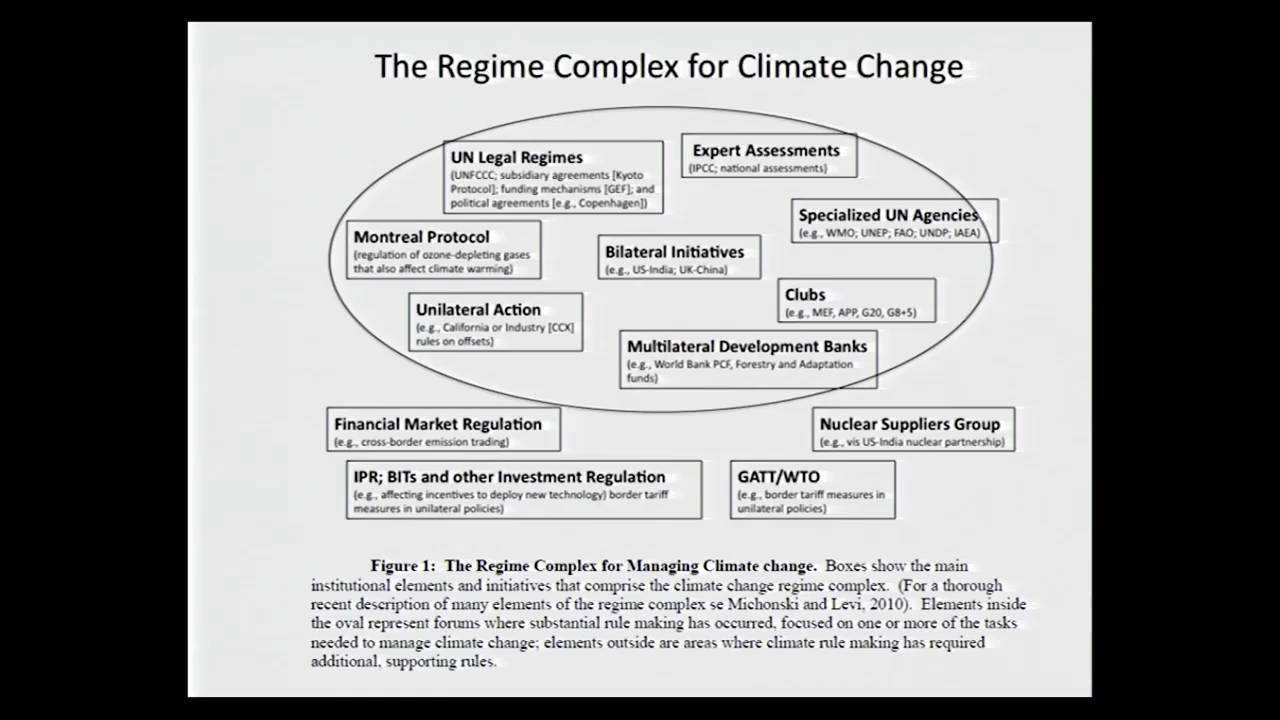 The Regime Complex for Climate Change
UN Legal Regimes
(UNFCCC; subsidiary agreements [Kyoto
Protocol]; funding mechanisms [GEF]; and
political agreements [e.g., Copenhagen])
Expert Assessments
(IPCC; national assessments)
Specialized UN Agencies
(e.g., WMO; UNEP; FAO; UNDP; IAEA)
Montreal Protocol
(regulation of ozone-depleting gases
that also affect climate warming)
Bilateral Initiatives
(e.g., US-India; UK-China)
Clubs
(e.g., MEF, APP, G20, G8+5)
Unilateral Action
(e.g., California or Industry [CCX]
rules on offsets)
Multilateral Development Banks
(e.g., World Bank PCF, Forestry and Adaptation
funds)
Financial Market Regulation
(e.g., cross-border emission trading)
Nuclear Suppliers Group
(e.g., vis US-India nuclear partnership)
IPR; BITs and other Investment Regulation
(e.g., affecting incentives to deploy new technology) border tariff
measures in unilateral policies)
GATT/WTO
(e.g., border tariff measures in
unilateral policies)
Figure 1: The Regime Complex for Managing Climate change. Boxes show the main
institutional elements and initiatives that comprise the climate change regime complex. (For a thorough
recent description of many elements of the regime complex se Michonski and Levi, 2010). Elements inside
the oval represent forums where substantial rule making has occurred, focused on one or more of the tasks
needed to manage climate change; elements outside are areas where climate rule making has required
additional, supporting rules.